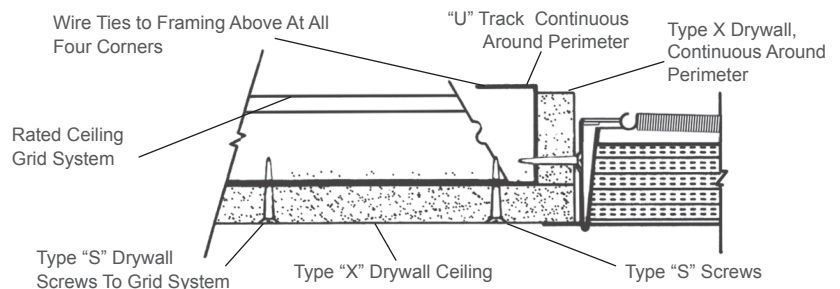 Wire Ties to Framing Above At All
Four Corners
“U” Track Continuous
Around Perimeter
Type X Drywall,
Continuous Around
Perimeter
Rated Ceiling
Grid System
Type “S” Drywall
Screws To Grid System
Type “X” Drywall Ceiling
Type “S” Screws